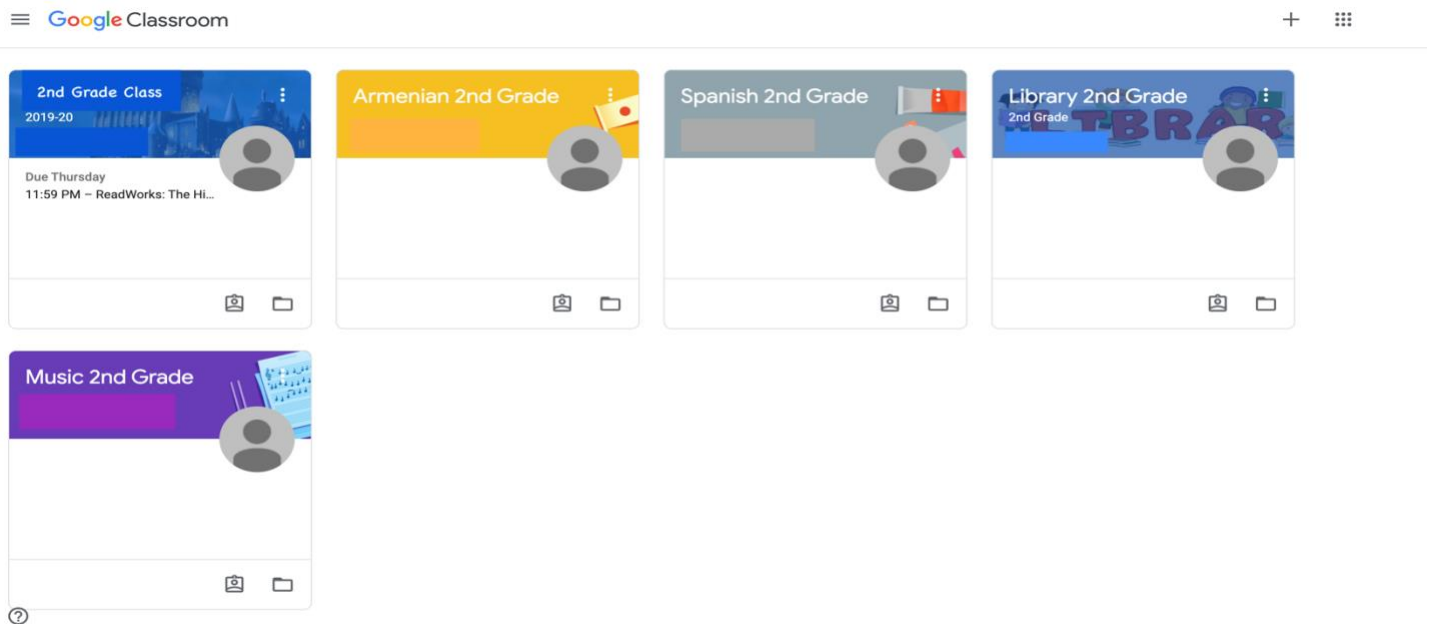 Google Classroom
2nd Grade Class
2019-20
Due Thursday
11:59 PM – ReadWorks: The Hi...
Armenian 2nd Grade
Spanish 2nd Grade
Library 2nd Grade
2nd Grade
LIBRAR
Music 2nd Grade